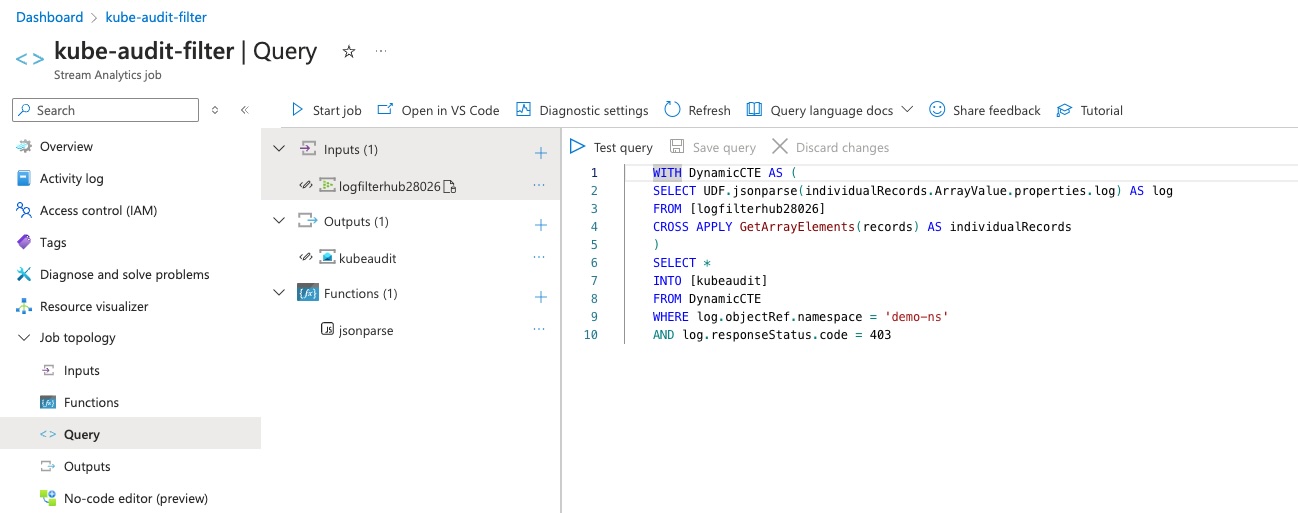 Dashboard > kube-audit-filter
kube-audit-filter | Query
Stream Analytics job
Search
Start job
Open in VS Code
Diagnostic settings
Refresh
Query language docs
Share feedback
Tutorial
Overview
Activity log
Access control (IAM)
Tags
Diagnose and solve problems
Resource visualizer
Job topology
Inputs
Functions
Query
Outputs
No-code editor (preview)
Inputs (1)
logfilterhub28026
Outputs (1)
kubeaudit
Functions (1)
jsonparse
Test query
Save query
Discard changes
1 WITH DynamicCTE AS (
2 SELECT UDF.jsonparse(individualRecords.ArrayValue.properties.log) AS log
3 FROM [logfilterhub28026]
4 CROSS APPLY GetArrayElements(records) AS individualRecords
5 )
6 SELECT *
7 INTO [kubeaudit]
8 FROM DynamicCTE
9 WHERE log.objectRef.namespace = 'demo-ns'
10 AND log.responseStatus.code = 403